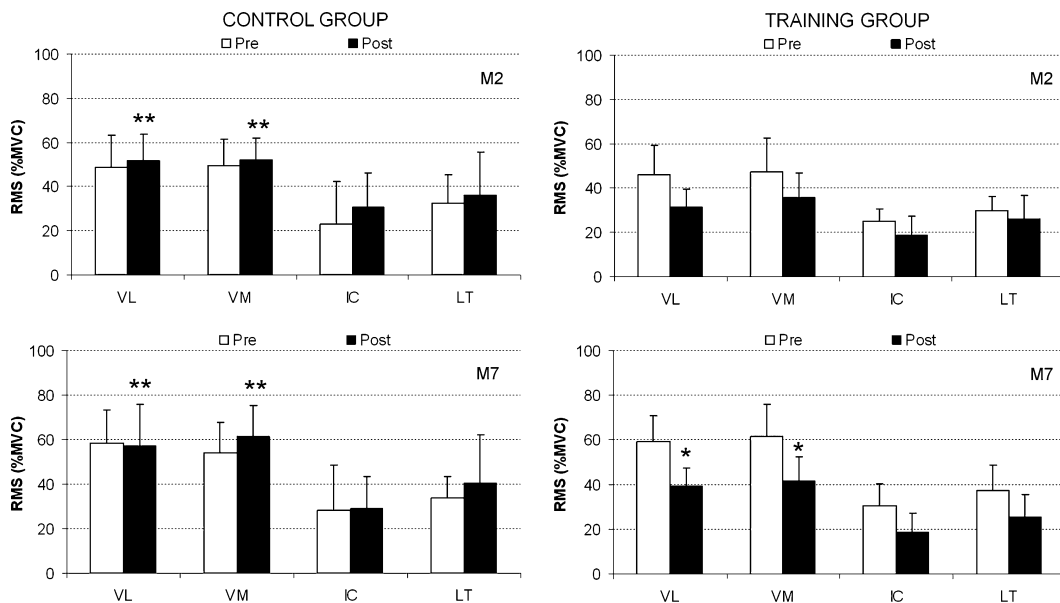 CONTROL GROUP
Pre Post
M2
RMS (%MVC)
100
80
60
40
20
0
** **
VL VM IC LT
TRAINING GROUP
Pre Post
M2
RMS (%MVC)
100
80
60
40
20
0
VL VM IC LT
Pre Post
M7
RMS (%MVC)
100
80
60
40
20
0
** **
VL VM IC LT
Pre Post
M7
RMS (%MVC)
100
80
60
40
20
0
* *
VL VM IC LT